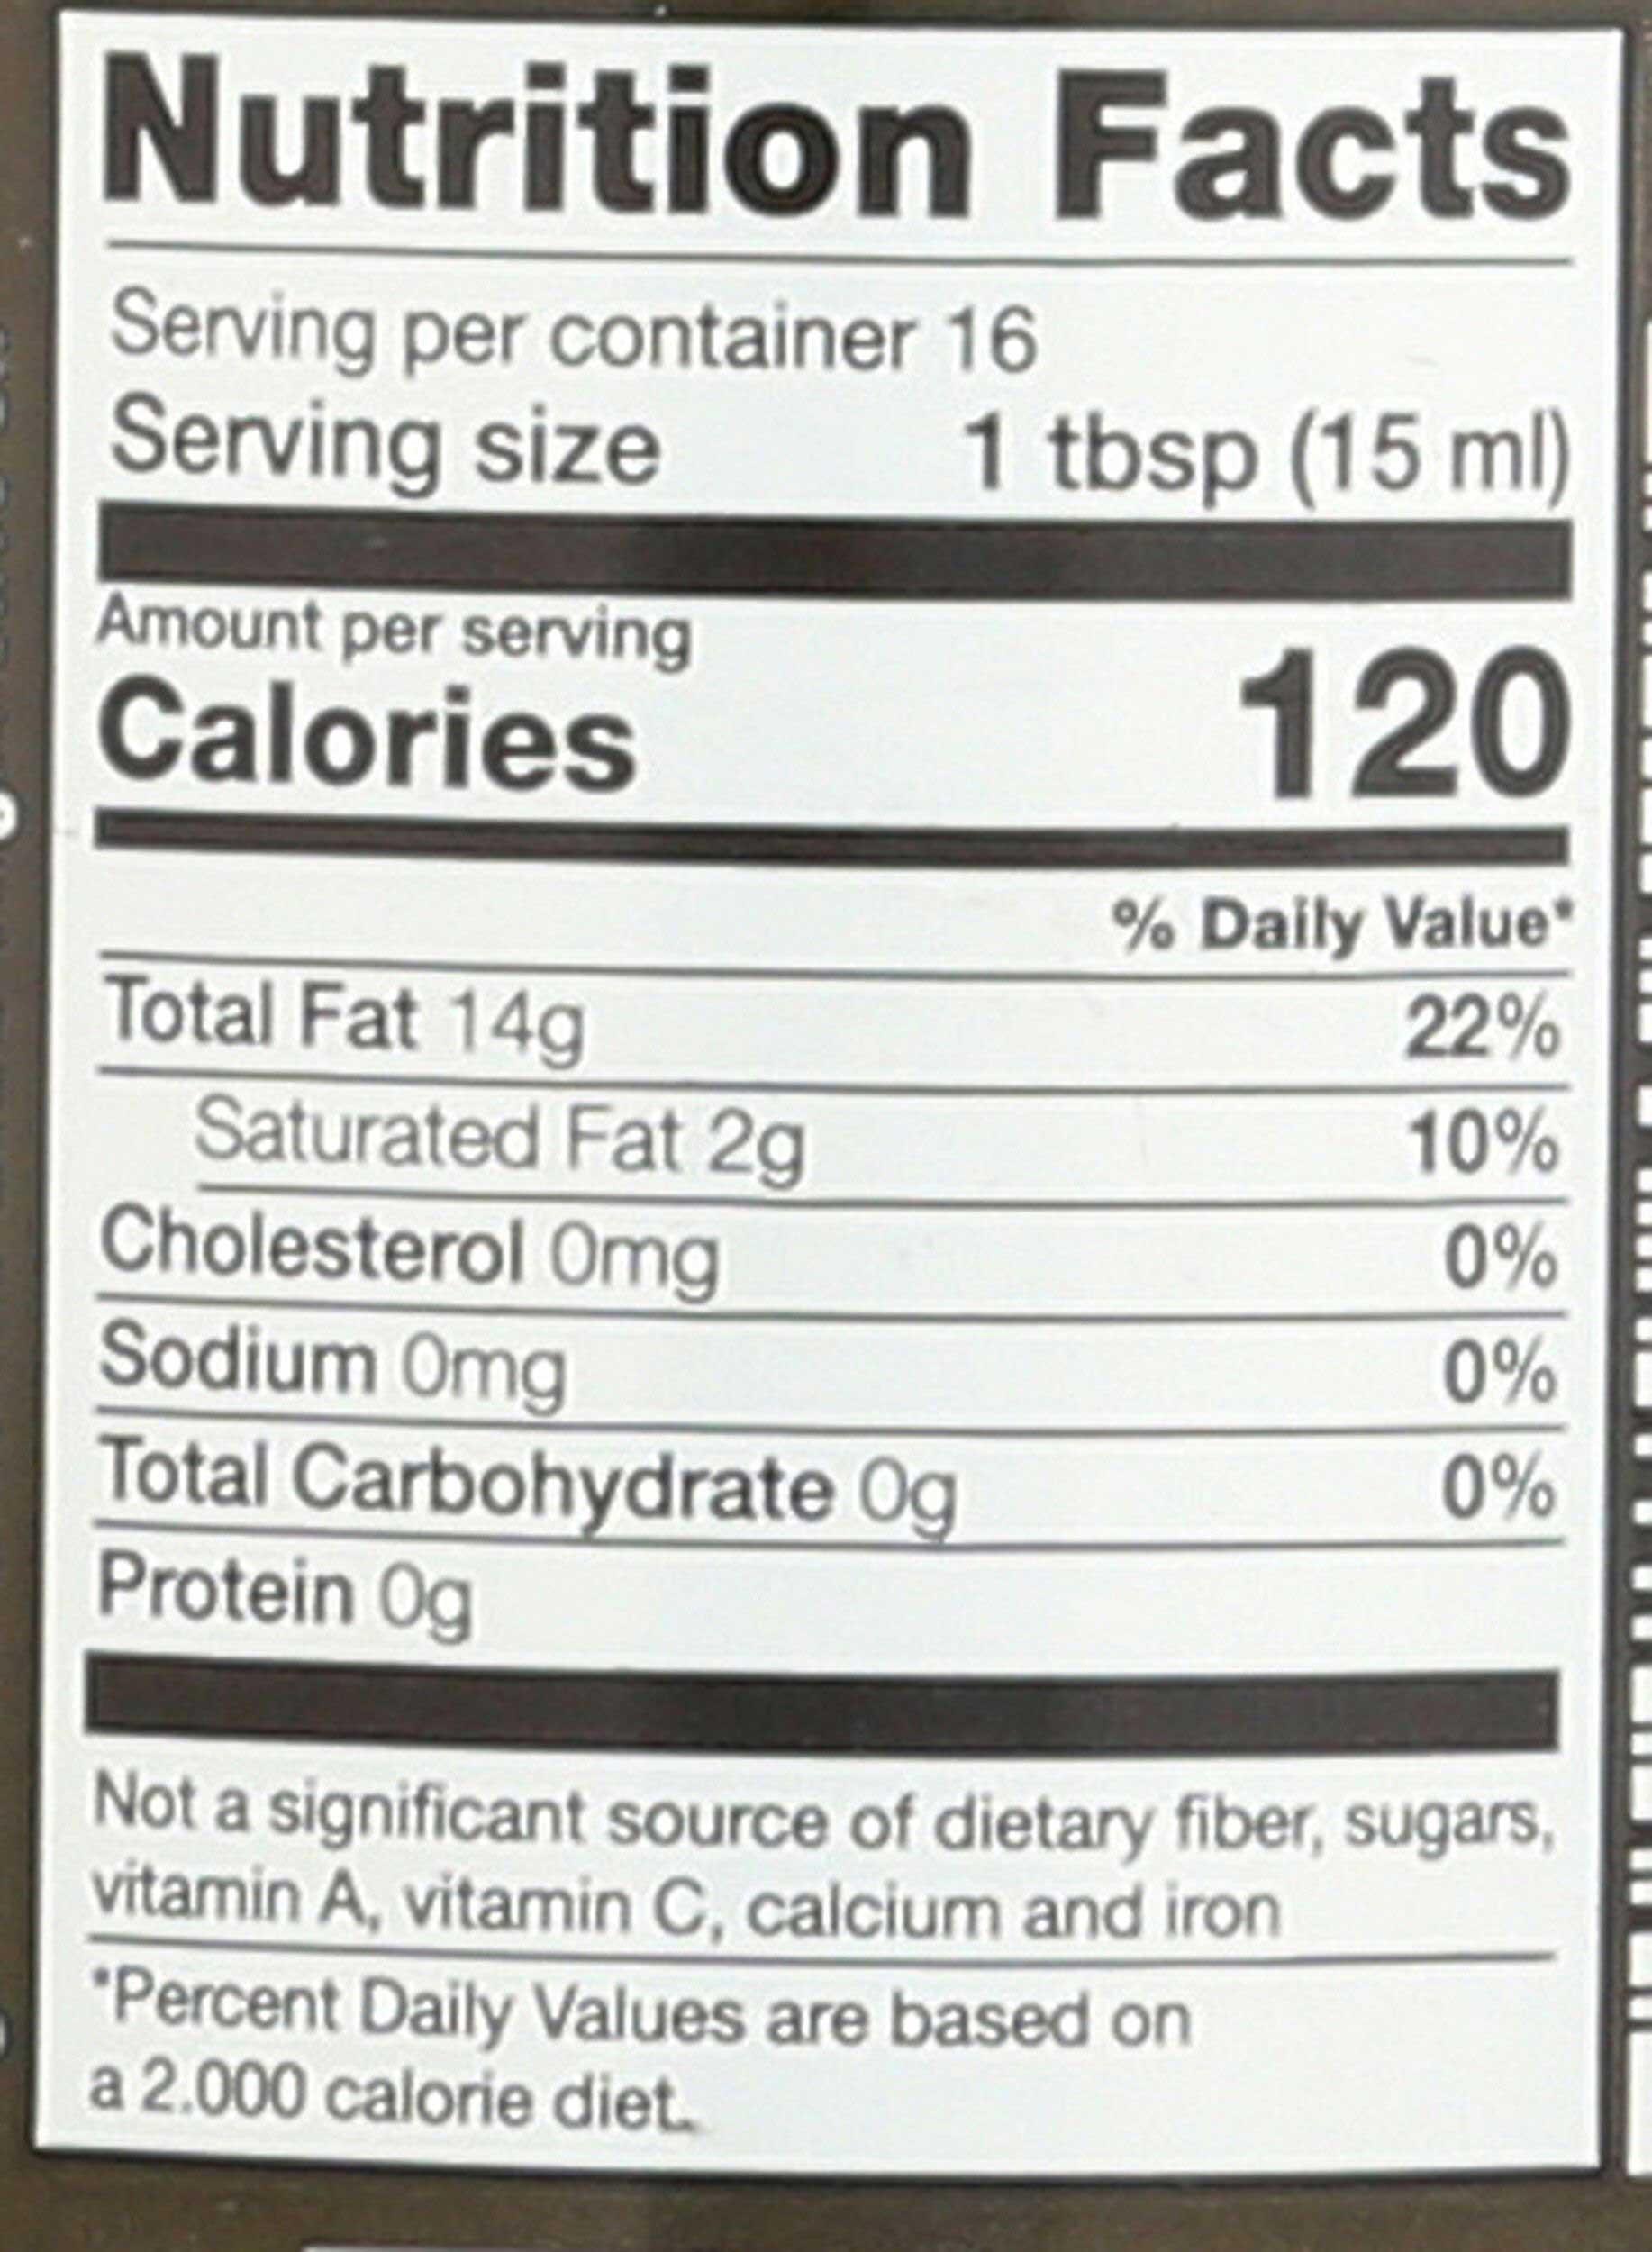 Nutrition Facts
Serving per container 16
Serving size 1 tbsp (15 ml)
Amount per serving
Calories 120
% Daily Value*
Total Fat 14g 22%
Saturated Fat 2g 10%
Cholesterol 0mg 0%
Sodium 0mg 0%
Total Carbohydrate 0g 0%
Protein 0g
Not a significant source of dietary fiber, sugars,
vitamin A, vitamin C, calcium and iron
*Percent Daily Values are based on
a 2.000 calorie diet.